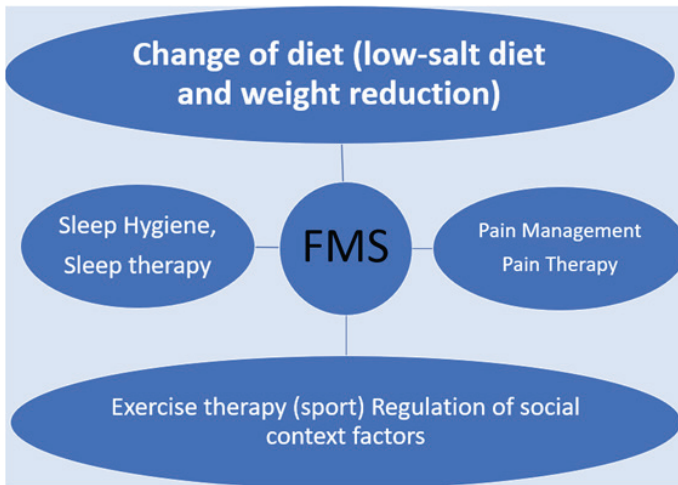 Change of diet (low-salt diet
and weight reduction)
Sleep Hygiene,
Sleep therapy
FMS
Pain Management
Pain Therapy
Exercise therapy (sport) Regulation of social
context factors